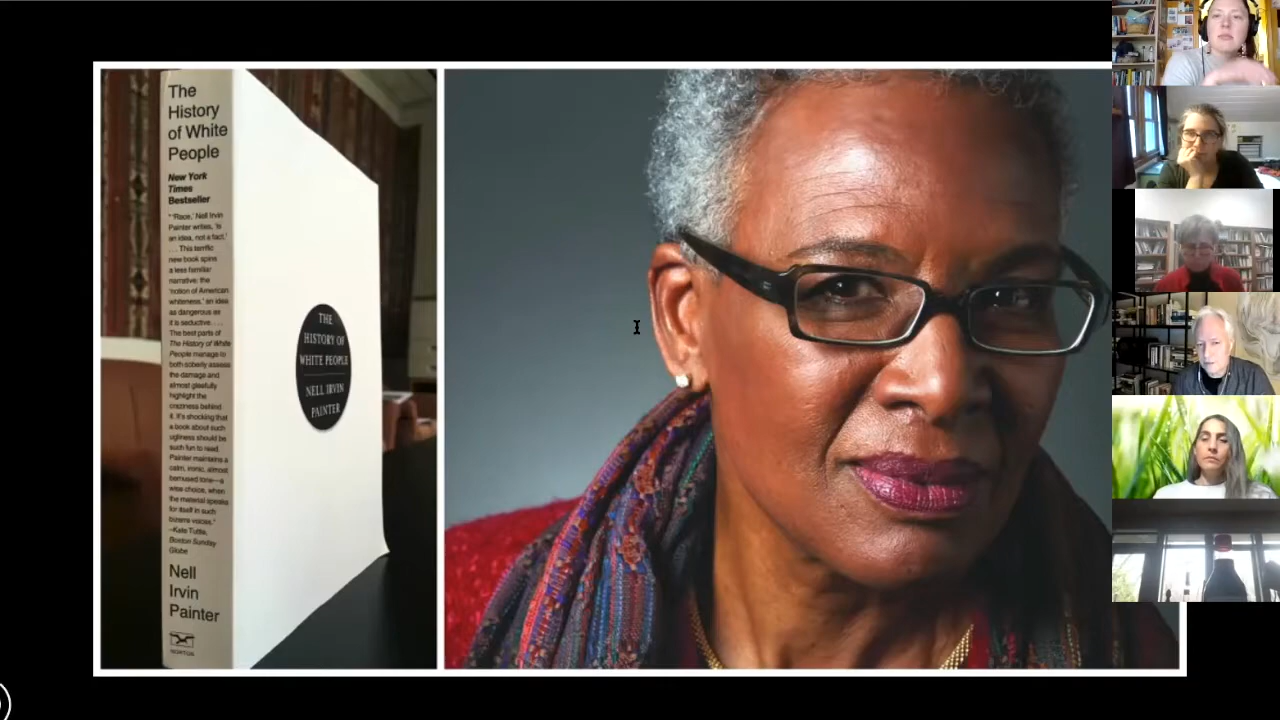 The
History
of White
People
New York
Times
Bestseller
"'Race,' Nell Irvin
Painter writes, 'is
an idea, not a fact.'
. . . This terrific
new book spins
a less familiar
narrative: the
'notion of American
whiteness,' an idea
as dangerous as
it is seductive. . . .
The best parts of
The History of White
People manage to
both soberly assess
the damage and
almost gleefully
highlight the
craziness behind
it. It's shocking that
a book about such
ugliness should be
such fun to read.
Painter maintains a
calm, ironic, almost
bemused tone—a
wise choice, when
the material speaks
for itself in such
bizarre voices."
—Kate Tuttle,
Boston Sunday
Globe
Nell
Irvin
Painter
NORTON
THE
HISTORY OF
WHITE PEOPLE
NELL IRVIN
PAINTER